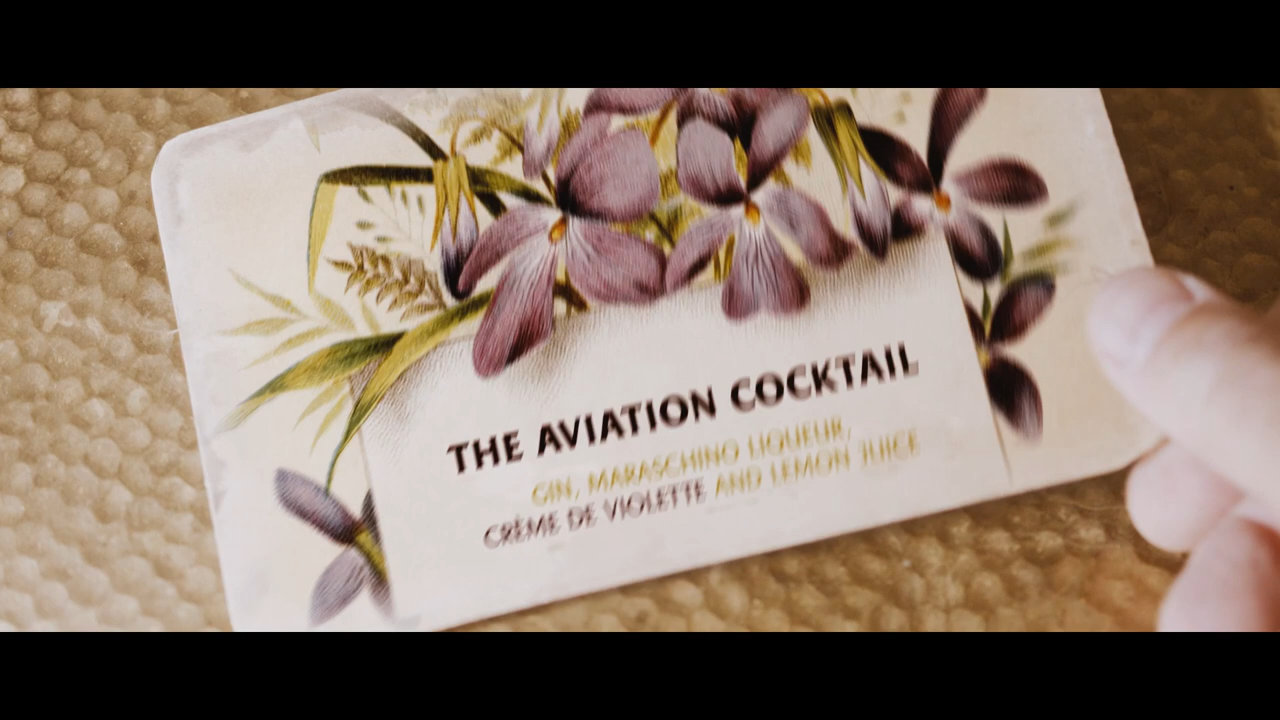 THE AVIATION COCKTAIL
GIN, MARASCHINO LIQUEUR,
CRÈME DE VIOLETTE AND LEMON JUICE